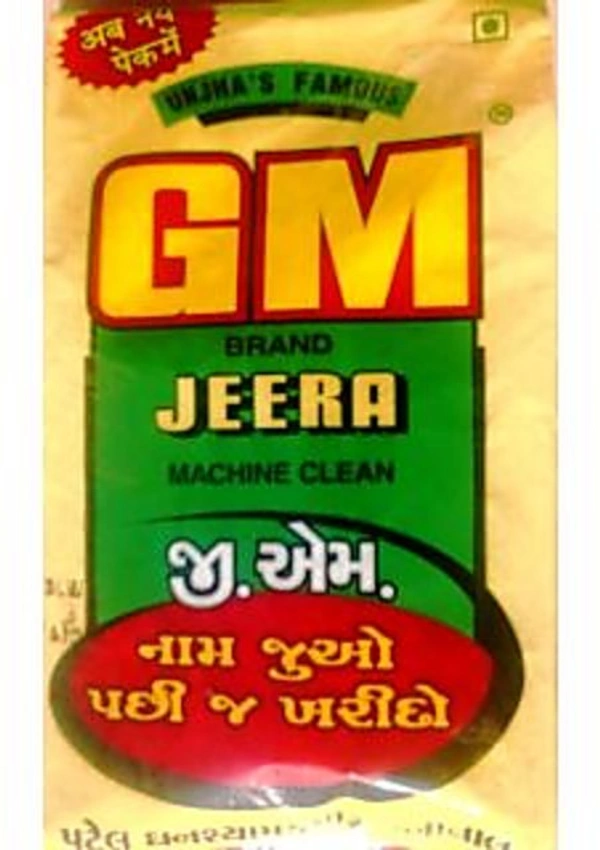 अब नये
पेकमें
UNJHA'S FAMOUS
GM
BRAND
JEERA
MACHINE CLEAN
જી.એમ.
નામ જુઓ
પછી જ ખરીદો
પટેલ